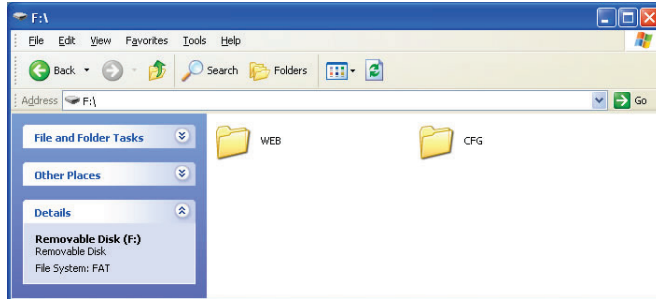 F:\
File Edit View Favorites Tools Help
Back Search Folders
Address F:\ Go
File and Folder Tasks
WEB CFG
Other Places
Details
Removable Disk (F:)
Removable Disk
File System: FAT